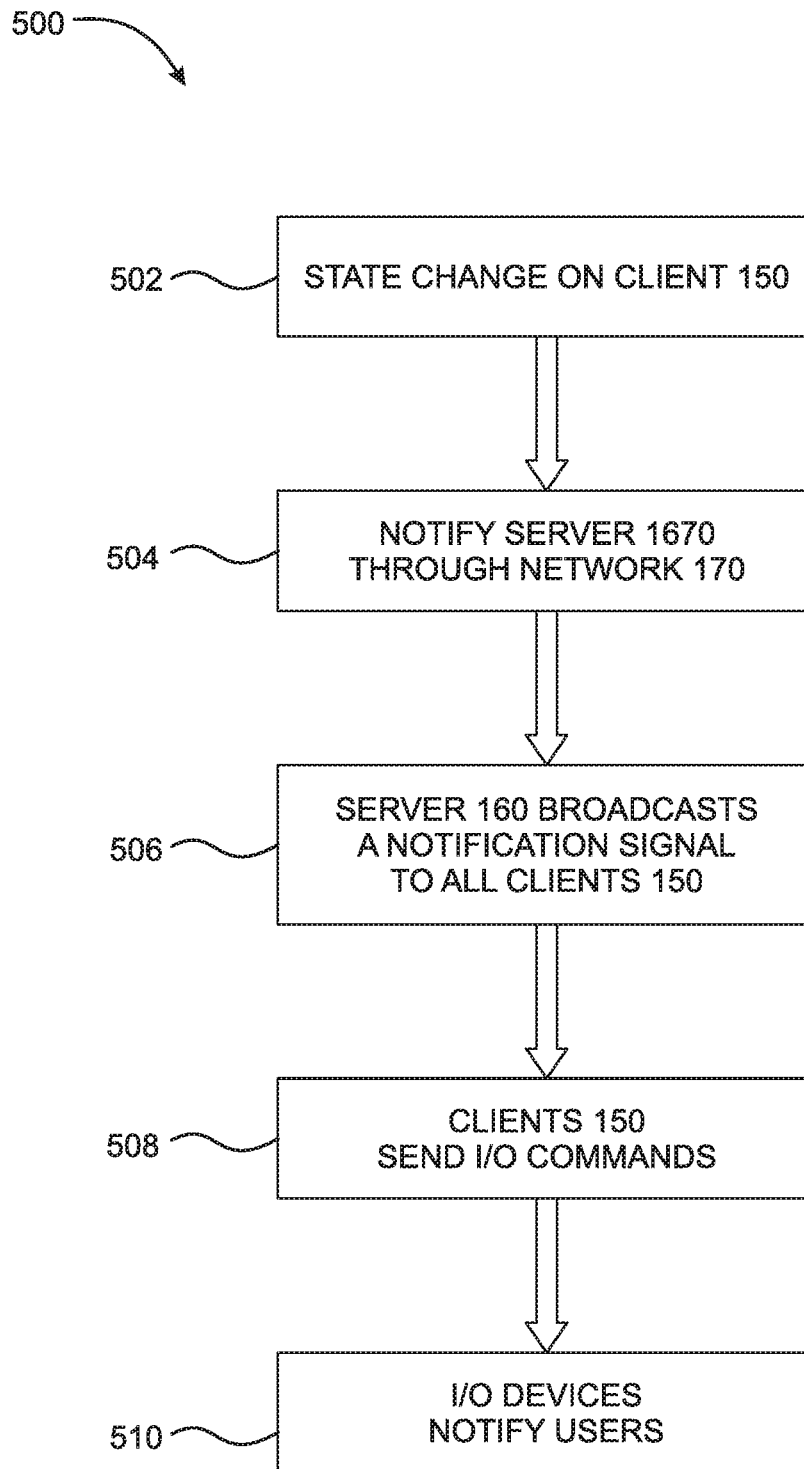 500
502
STATE CHANGE ON CLIENT 150
504
NOTIFY SERVER 1670
THROUGH NETWORK 170
506
SERVER 160 BROADCASTS
A NOTIFICATION SIGNAL
TO ALL CLIENTS 150
508
CLIENTS 150
SEND I/O COMMANDS
510
I/O DEVICES
NOTIFY USERS